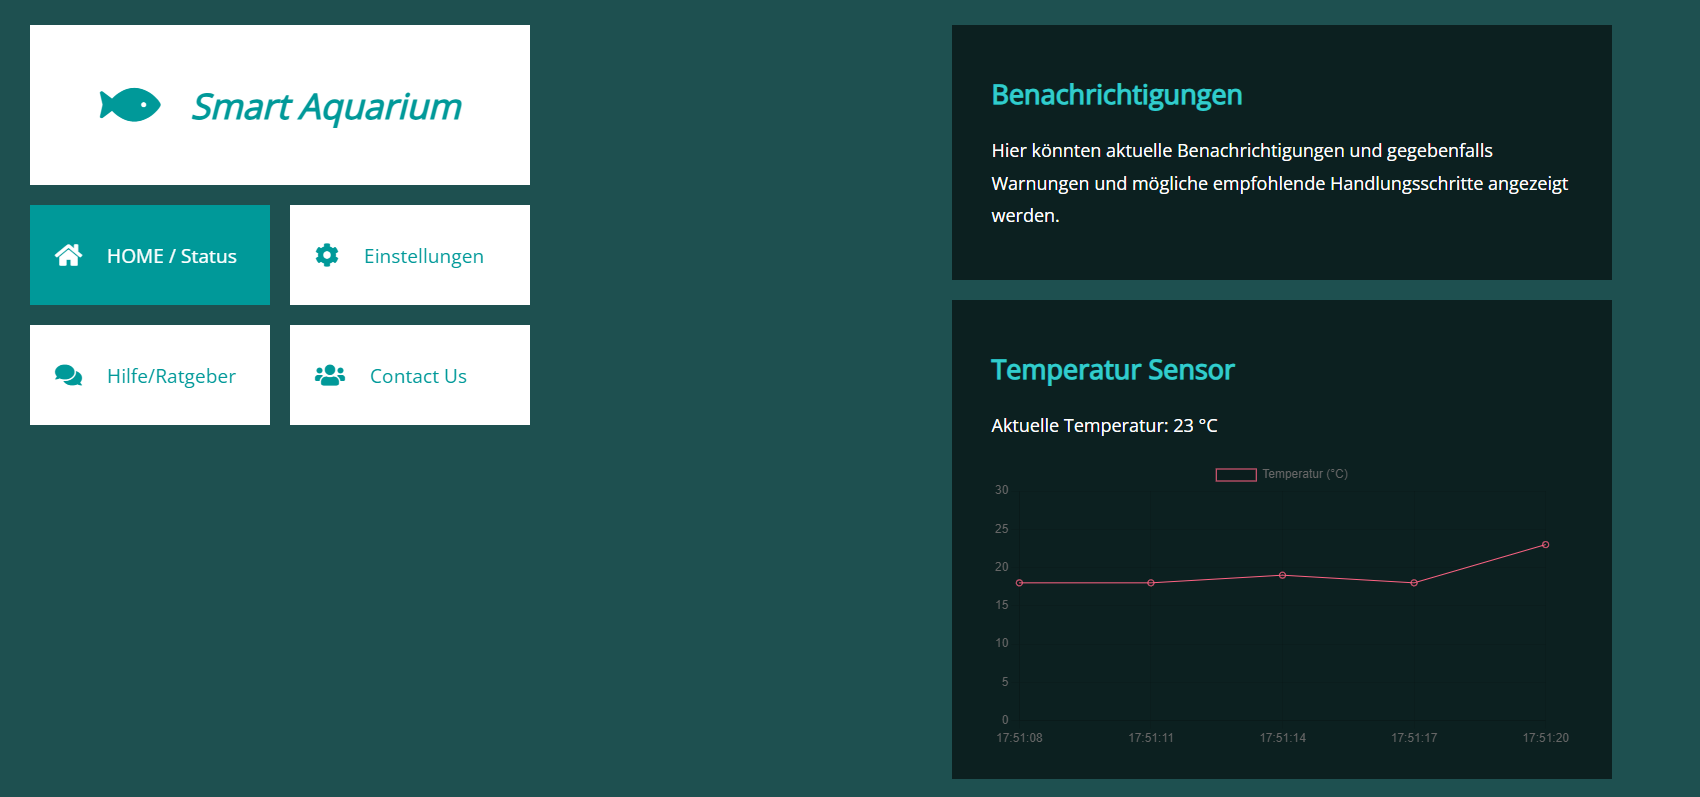 Smart Aquarium
HOME / Status
Einstellungen
Hilfe/Ratgeber
Contact Us
Benachrichtigungen
Hier könnten aktuelle Benachrichtigungen und gegebenfalls
Warnungen und mögliche empfohlende Handlungsschritte angezeigt
werden.
Temperatur Sensor
Aktuelle Temperatur: 23 °C
Temperatur (°C)
30
25
20
15
10
5
0
17:51:08 17:51:11 17:51:14 17:51:17 17:51:20